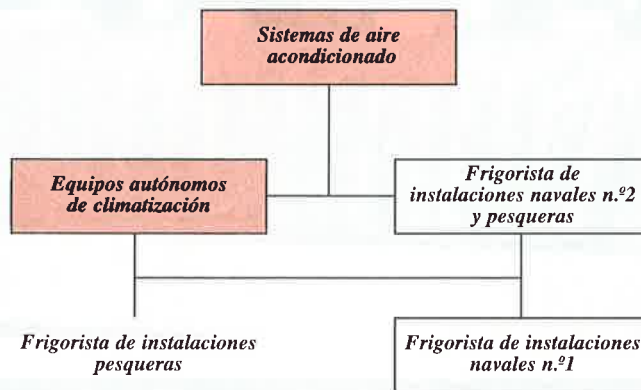 Sistemas de aire
acondicionado
Equipos autónomos
de climatización
Frigorista de
instalaciones navales n.º2
y pesqueras
Frigorista de instalaciones
pesqueras
Frigorista de instalaciones
navales n.º1